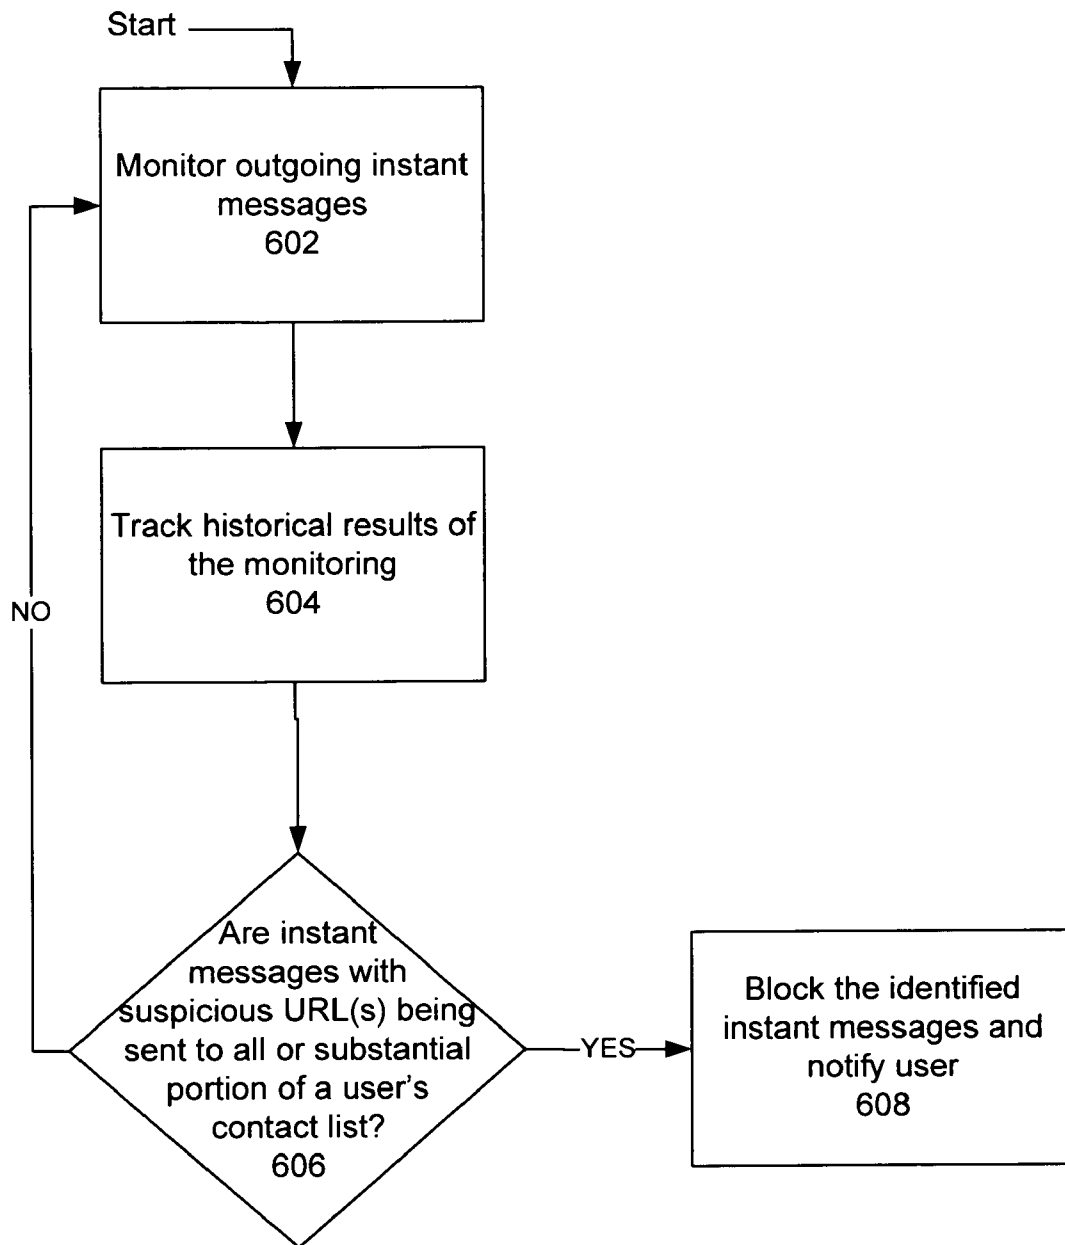 Start
Monitor outgoing instant
messages
602
Track historical results of
the monitoring
604
NO
Are instant
messages with
suspicious URL(s) being
sent to all or substantial
portion of a user's
contact list?
606
YES
Block the identified
instant messages and
notify user
608